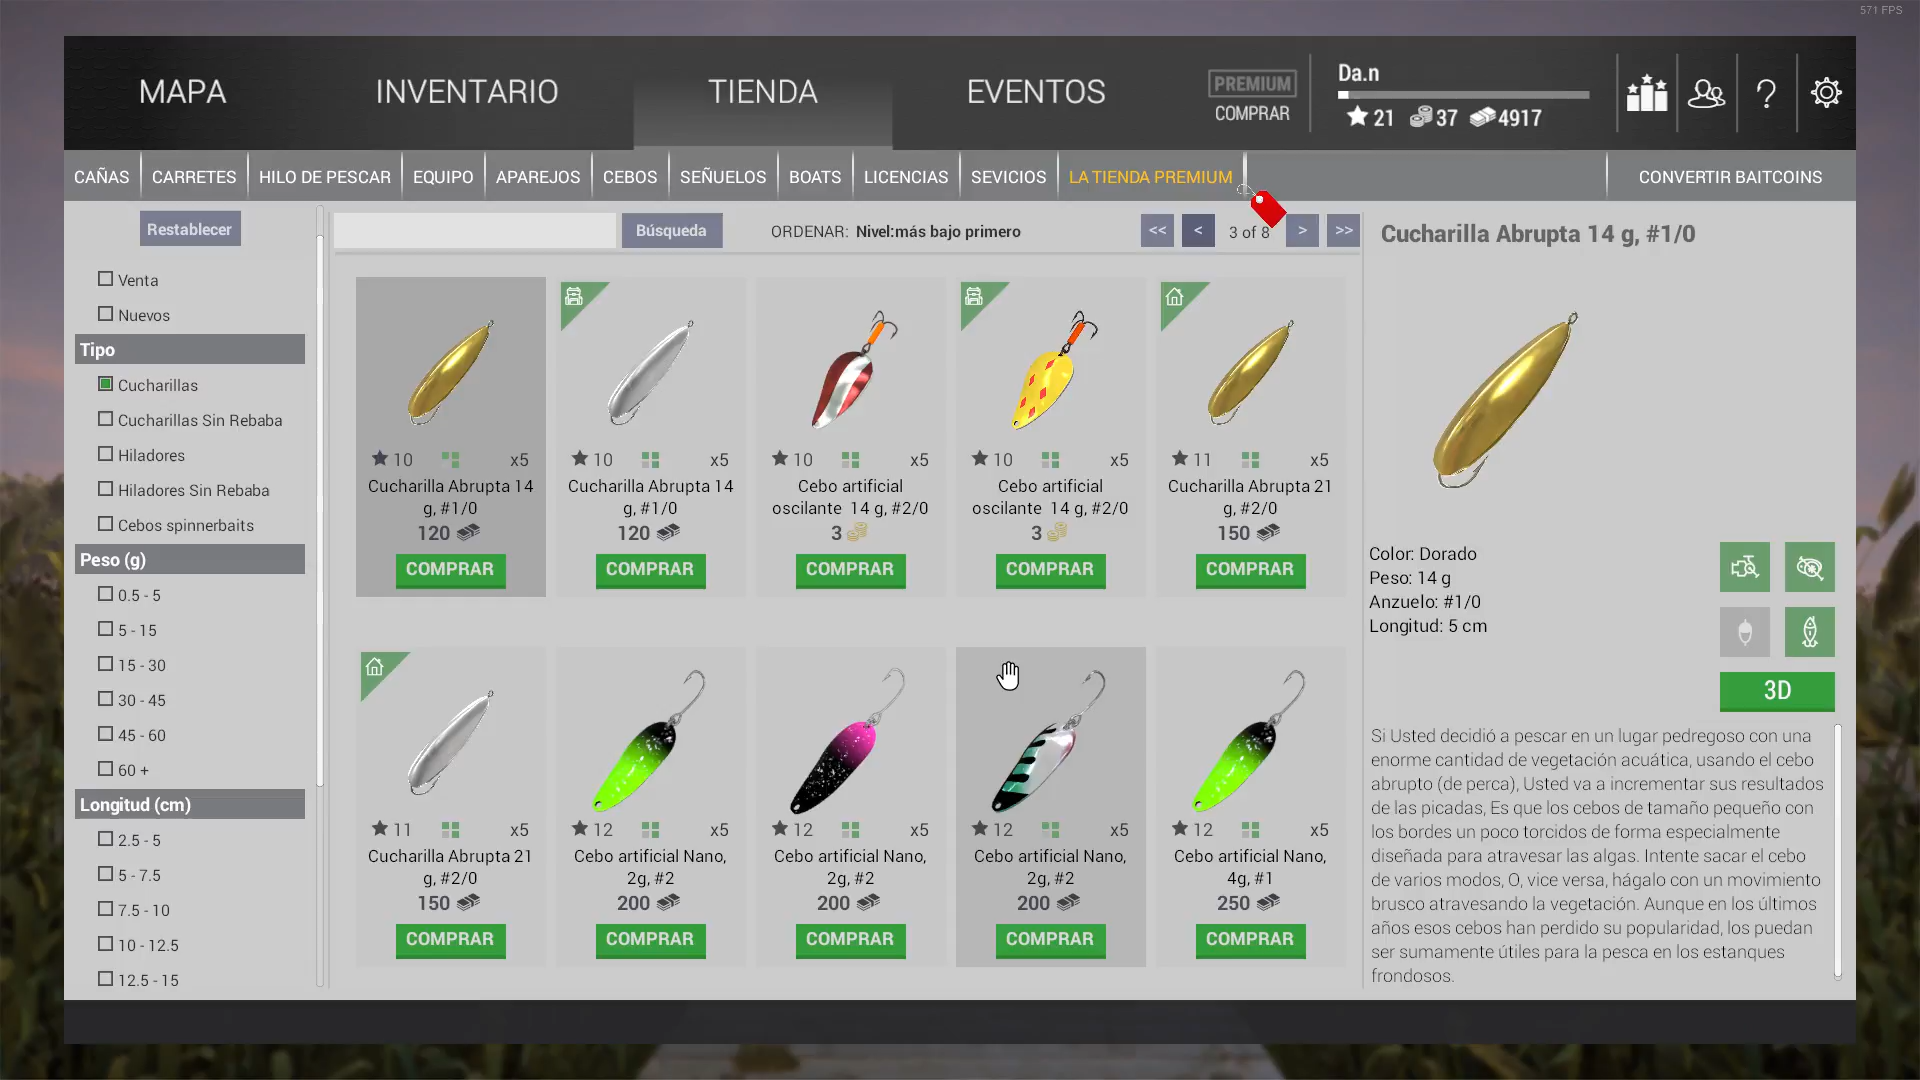 571 FPS
MAPA
INVENTARIO
TIENDA
EVENTOS
PREMIUM
COMPRAR
Da.n
21
37
4917
CAÑAS
CARRETES
HILO DE PESCAR
EQUIPO
APAREJOS
CEBOS
SEÑUELOS
BOATS
LICENCIAS
SEVICIOS
LA TIENDA PREMIUM
CONVERTIR BAITCOINS
Restablecer
Venta
Nuevos
Tipo
Cucharillas
Cucharillas Sin Rebaba
Hiladores
Hiladores Sin Rebaba
Cebos spinnerbaits
Peso (g)
0.5 - 5
5 - 15
15 - 30
30 - 45
45 - 60
60 +
Longitud (cm)
2.5 - 5
5 - 7.5
7.5 - 10
10 - 12.5
12.5 - 15
Búsqueda
ORDENAR: Nivel:más bajo primero
<<
<
3 of 8
>
>>
10 x5
Cucharilla Abrupta 14
g, #1/0
120
COMPRAR
10 x5
Cucharilla Abrupta 14
g, #1/0
120
COMPRAR
10 x5
Cebo artificial
oscilante 14 g, #2/0
3
COMPRAR
10 x5
Cebo artificial
oscilante 14 g, #2/0
3
COMPRAR
11 x5
Cucharilla Abrupta 21
g, #2/0
150
COMPRAR
11 x5
Cucharilla Abrupta 21
g, #2/0
150
COMPRAR
12 x5
Cebo artificial Nano,
2g, #2
200
COMPRAR
12 x5
Cebo artificial Nano,
2g, #2
200
COMPRAR
12 x5
Cebo artificial Nano,
2g, #2
200
COMPRAR
12 x5
Cebo artificial Nano,
4g, #1
250
COMPRAR
Cucharilla Abrupta 14 g, #1/0
Color: Dorado
Peso: 14 g
Anzuelo: #1/0
Longitud: 5 cm
3D
Si Usted decidió a pescar en un lugar pedregoso con una
enorme cantidad de vegetación acuática, usando el cebo
abrupto (de perca), Usted va a incrementar sus resultados
de las picadas, Es que los cebos de tamaño pequeño con
los bordes un poco torcidos de forma especialmente
diseñada para atravesar las algas. Intente sacar el cebo
de varios modos, O, vice versa, hágalo con un movimiento
brusco atravesando la vegetación. Aunque en los últimos
años esos cebos han perdido su popularidad, los puedan
ser sumamente útiles para la pesca en los estanques
frondosos.